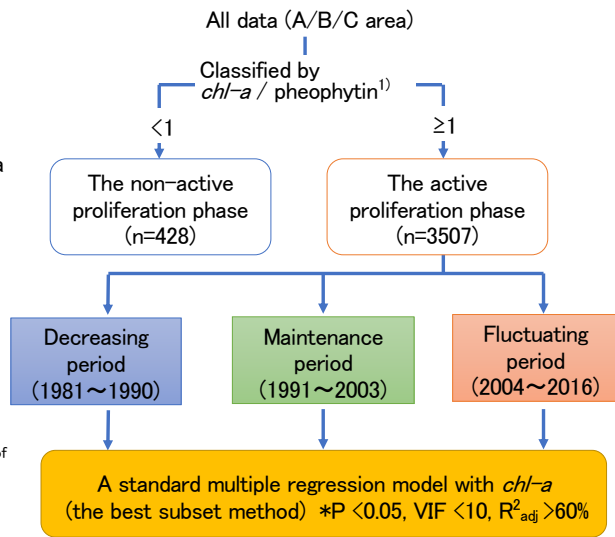 All data (A/B/C area)
Classified by
chl-a / pheophytin1)
<1
≥1
a
The non-active
proliferation phase
(n=428)
The active
proliferation phase
(n=3507)
Decreasing
period
(1981～1990)
Maintenance
period
(1991～2003)
Fluctuating
period
(2004～2016)
of
A standard multiple regression model with chl-a
(the best subset method) *P <0.05, VIF <10, R²adj >60%